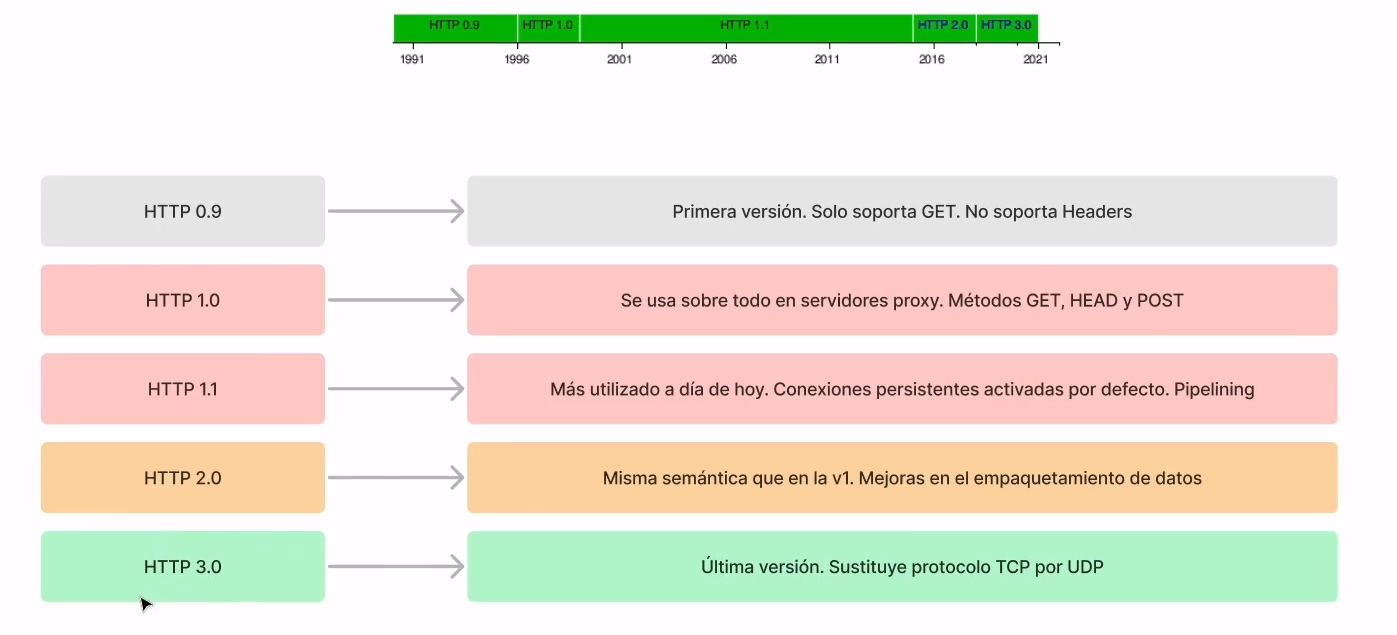 HTTP 0.9 HTTP 1.0 HTTP 1.1 HTTP 2.0 HTTP 3.0
1991 1996 2001 2006 2011 2016 2021
HTTP 0.9
Primera versión. Solo soporta GET. No soporta Headers
HTTP 1.0
Se usa sobre todo en servidores proxy. Métodos GET, HEAD y POST
HTTP 1.1
Más utilizado a día de hoy. Conexiones persistentes activadas por defecto. Pipelining
HTTP 2.0
Misma semántica que en la v1. Mejoras en el empaquetamiento de datos
HTTP 3.0
Última versión. Sustituye protocolo TCP por UDP